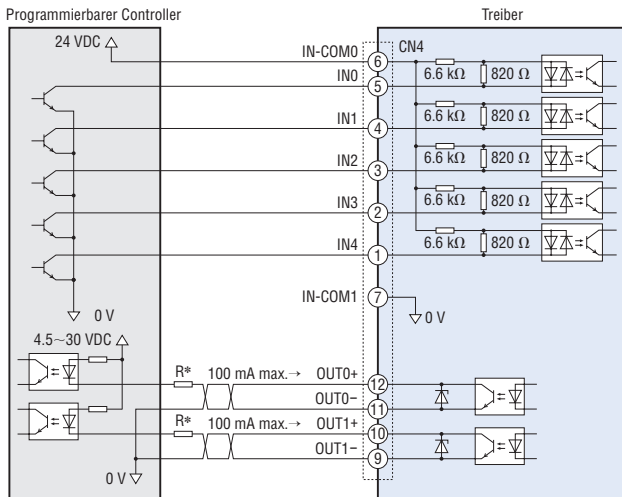 Programmierbarer Controller
Treiber
24 VDC
IN-COM0
CN4
6
6.6 kΩ
820 Ω
IN0
5
IN1
4
6.6 kΩ
820 Ω
IN2
3
6.6 kΩ
820 Ω
IN3
2
6.6 kΩ
820 Ω
IN4
1
6.6 kΩ
820 Ω
IN-COM1
7
0 V
0 V
4.5~30 VDC
R*
100 mA max.→
OUT0+
12
OUT0−
11
R*
100 mA max.→
OUT1+
10
OUT1−
9
0 V